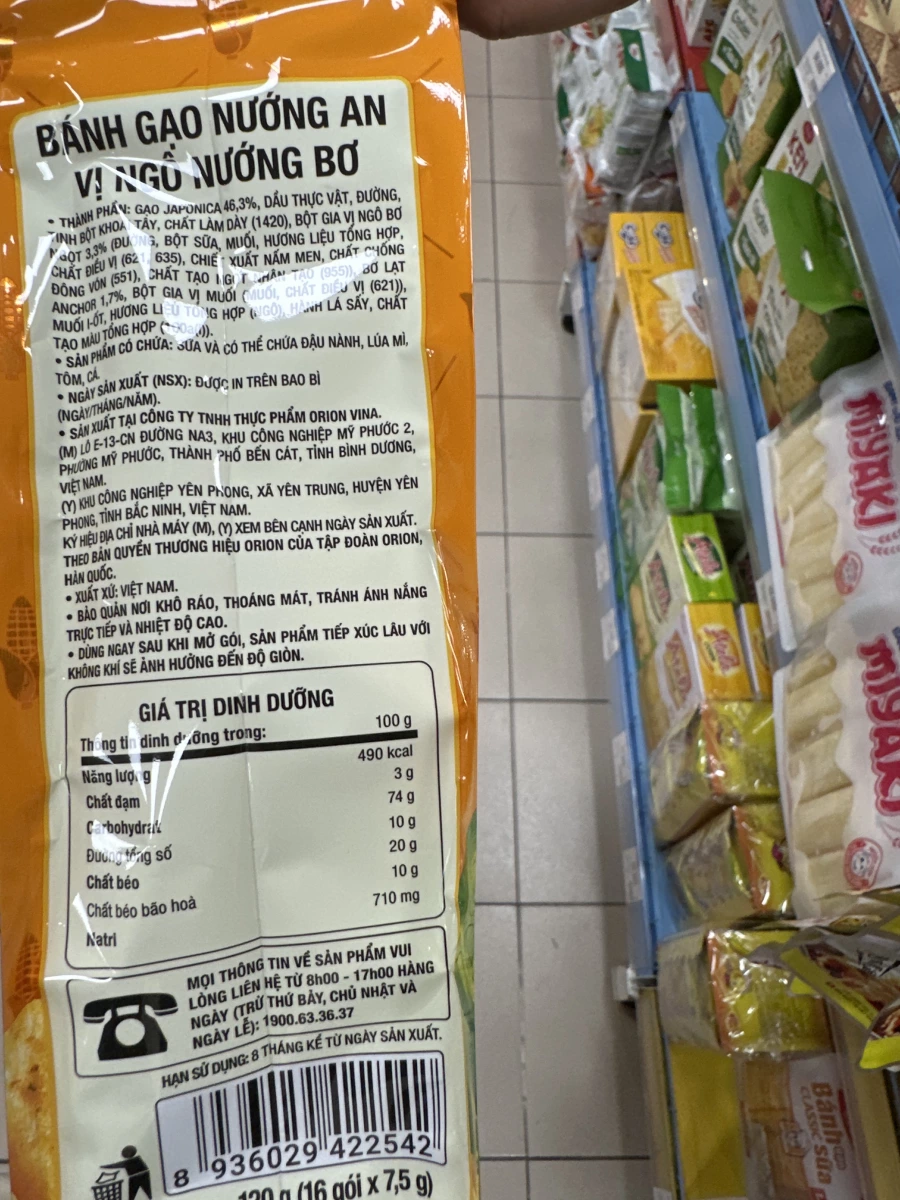 BÁNH GẠO NƯỚNG AN
VỊ NGÔ NƯỚNG BƠ
• THÀNH PHẦN: GẠO JAPONICA 46,3%, DẦU THỰC VẬT, ĐƯỜNG,
TINH BỘT KHOAI TÂY, CHẤT LÀM DÀY (1420), BỘT GIA VỊ NGÔ BƠ
NGỌT 3,3% (ĐƯỜNG, BỘT SỮA, MUỐI, HƯƠNG LIỆU TỔNG HỢP,
CHẤT ĐIỀU VỊ (621, 635), CHIẾT XUẤT NẤM MEN, CHẤT CHỐNG
ĐÔNG VÓN (551), CHẤT TẠO NGỌT NHÂN TẠO (955)), BƠ LẠT
ANCHOR 1,7%, BỘT GIA VỊ MUỐI (MUỐI, CHẤT ĐIỀU VỊ (621)),
MUỐI I-ỐT, HƯƠNG LIỆU TỔNG HỢP (NGÔ), HÀNH LÁ SẤY, CHẤT
TẠO MÀU TỔNG HỢP
• SẢN PHẨM CÓ CHỨA: SỮA VÀ CÓ THỂ CHỨA ĐẬU NÀNH, LÚA MÌ,
TÔM, CÁ.
• NGÀY SẢN XUẤT (NSX): ĐƯỢC IN TRÊN BAO BÌ
(NGÀY/THÁNG/NĂM).
• SẢN XUẤT TẠI CÔNG TY TNHH THỰC PHẨM ORION VINA.
(M) LÔ E-13-CN ĐƯỜNG NA3, KHU CÔNG NGHIỆP MỸ PHƯỚC 2,
PHƯỜNG MỸ PHƯỚC, THÀNH PHỐ BẾN CÁT, TỈNH BÌNH DƯƠNG,
VIỆT NAM.
(Y) KHU CÔNG NGHIỆP YÊN PHONG, XÃ YÊN TRUNG, HUYỆN YÊN
PHONG, TỈNH BẮC NINH, VIỆT NAM.
KÝ HIỆU ĐỊA CHỈ NHÀ MÁY (M), (Y) XEM BÊN CẠNH NGÀY SẢN XUẤT.
THEO BẢN QUYỀN THƯƠNG HIỆU ORION CỦA TẬP ĐOÀN ORION,
HÀN QUỐC.
• XUẤT XỨ: VIỆT NAM.
• BẢO QUẢN NƠI KHÔ RÁO, THOÁNG MÁT, TRÁNH ÁNH NẮNG
TRỰC TIẾP VÀ NHIỆT ĐỘ CAO.
• DÙNG NGAY SAU KHI MỞ GÓI, SẢN PHẨM TIẾP XÚC LÂU VỚI
KHÔNG KHÍ SẼ ẢNH HƯỞNG ĐẾN ĐỘ GIÒN.
GIÁ TRỊ DINH DƯỠNG
Thông tin dinh dưỡng trong: 100 g
Năng lượng 490 kcal
Chất đạm 3 g
Carbohydrat 74 g
Đường tổng số 10 g
Chất béo 20 g
Chất béo bão hoà 10 g
Natri 710 mg
MỌI THÔNG TIN VỀ SẢN PHẨM VUI
LÒNG LIÊN HỆ TỪ 8h00 - 17h00 HÀNG
NGÀY (TRỪ THỨ BẢY, CHỦ NHẬT VÀ
NGÀY LỄ): 1900.63.36.37
HẠN SỬ DỤNG: 8 THÁNG KỂ TỪ NGÀY SẢN XUẤT.
8 936029 422542
120 g (16 gói x 7,5 g)
miyaki
miyaki
Bánh sữa
CLASSIC